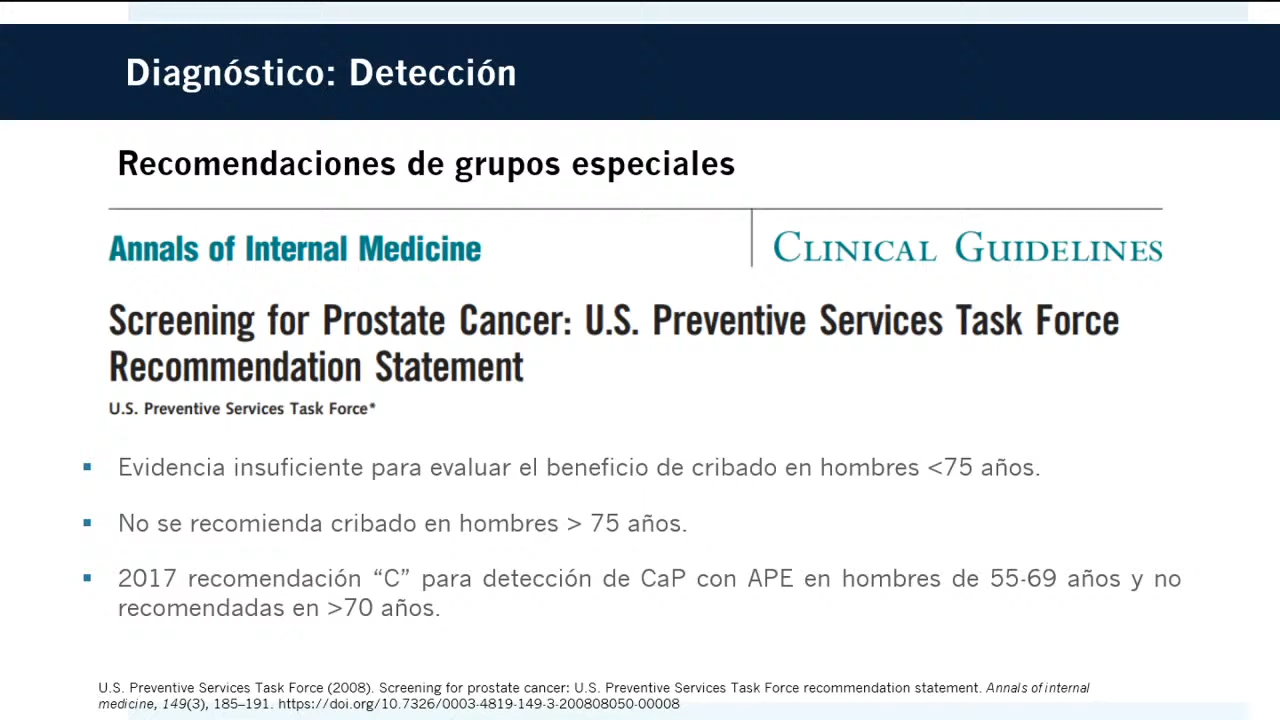 Diagnóstico: Detección
Recomendaciones de grupos especiales
Annals of Internal Medicine
CLINICAL GUIDELINES
Screening for Prostate Cancer: U.S. Preventive Services Task Force
Recommendation Statement
U.S. Preventive Services Task Force*
▪ Evidencia insuficiente para evaluar el beneficio de cribado en hombres <75 años.
▪ No se recomienda cribado en hombres > 75 años.
▪ 2017 recomendación “C” para detección de CaP con APE en hombres de 55-69 años y no
recomendadas en >70 años.
U.S. Preventive Services Task Force (2008). Screening for prostate cancer: U.S. Preventive Services Task Force recommendation statement. Annals of internal
medicine, 149(3), 185–191. https://doi.org/10.7326/0003-4819-149-3-200808050-00008